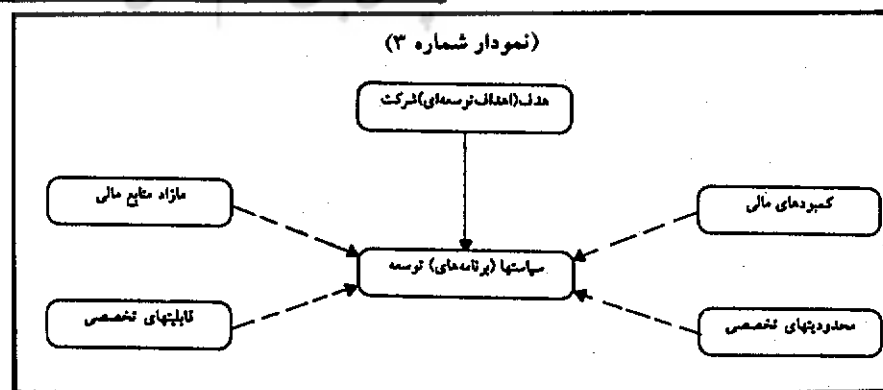 (نمودار شماره ۳)
هدف(اهداف‌توسعه‌ای)شرکت
مازاد منابع مالی
کمبودهای مالی
سیاستها (برنامه‌های) توسعه
قابلیتهای تخصصی
محدودیتهای تخصصی